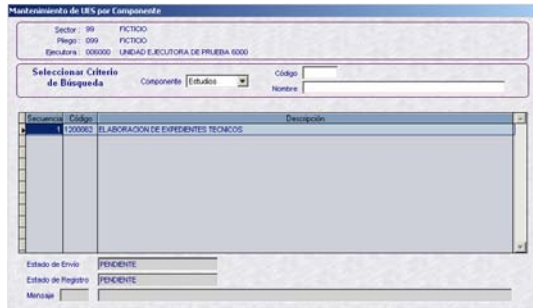 Mantenimiento de UES por Componente
Sector : 99 FICTICIO
Pliego : 099 FICTICIO
Ejecutora : 006000 UNIDAD EJECUTORA DE PRUEBA 6000
Seleccionar Criterio de Búsqueda
Componente Estudios
Código
Nombre
Secuencia Código Descripción
1 1200062 ELABORACION DE EXPEDIENTES TECNICOS
Estado de Envío PENDIENTE
Estado de Registro PENDIENTE
Mensaje